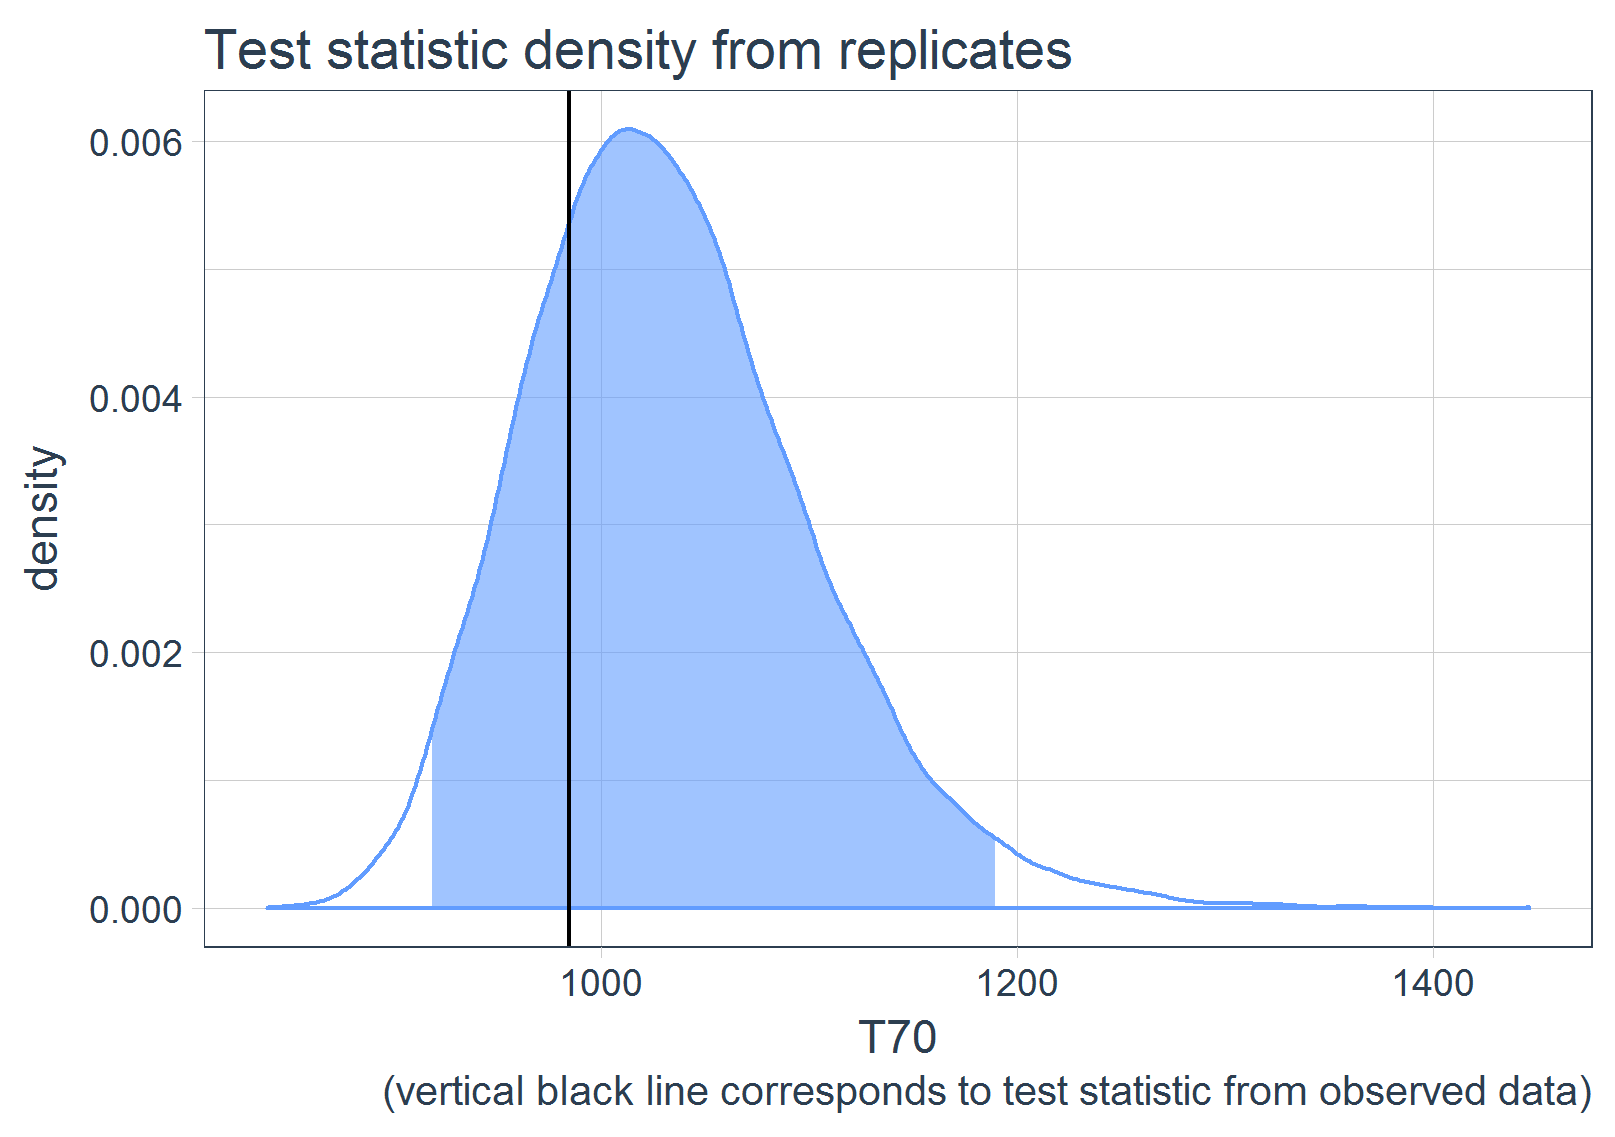 Test statistic density from replicates
0.006
0.004
0.002
0.000
density
1000 1200 1400
T70
(vertical black line corresponds to test statistic from observed data)